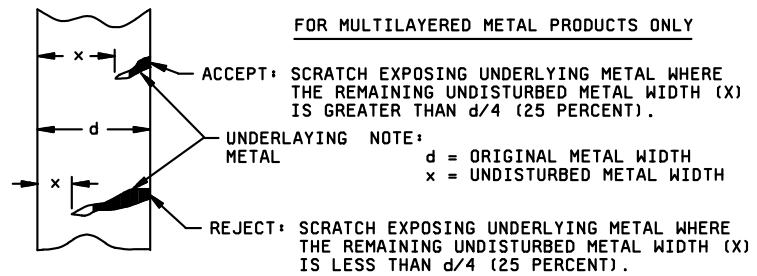 FOR MULTILAYERED METAL PRODUCTS ONLY
x
ACCEPT: SCRATCH EXPOSING UNDERLYING METAL WHERE
THE REMAINING UNDISTURBED METAL WIDTH (X)
IS GREATER THAN d/4 (25 PERCENT).
d
UNDERLAYING
METAL
NOTE:
d = ORIGINAL METAL WIDTH
x = UNDISTURBED METAL WIDTH
x
REJECT: SCRATCH EXPOSING UNDERLYING METAL WHERE
THE REMAINING UNDISTURBED METAL WIDTH (X)
IS LESS THAN d/4 (25 PERCENT).